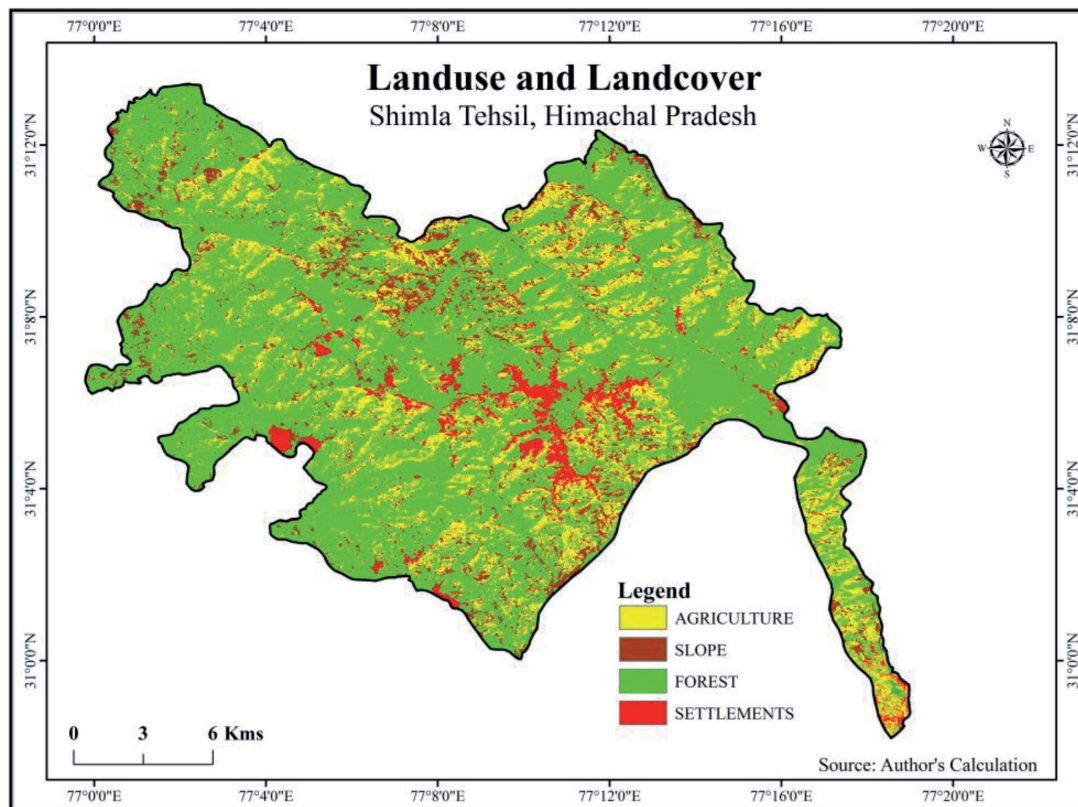 77°0'0"E 77°4'0"E 77°8'0"E 77°12'0"E 77°16'0"E 77°20'0"E
Landuse and Landcover
Shimla Tehsil, Himachal Pradesh
N
W E
S
31°12'0"N 31°12'0"N
31°8'0"N 31°8'0"N
31°4'0"N 31°4'0"N
31°0'0"N 31°0'0"N
Legend
AGRICULTURE
SLOPE
FOREST
SETTLEMENTS
0 3 6 Kms
Source: Author's Calculation
77°0'0"E 77°4'0"E 77°8'0"E 77°12'0"E 77°16'0"E 77°20'0"E